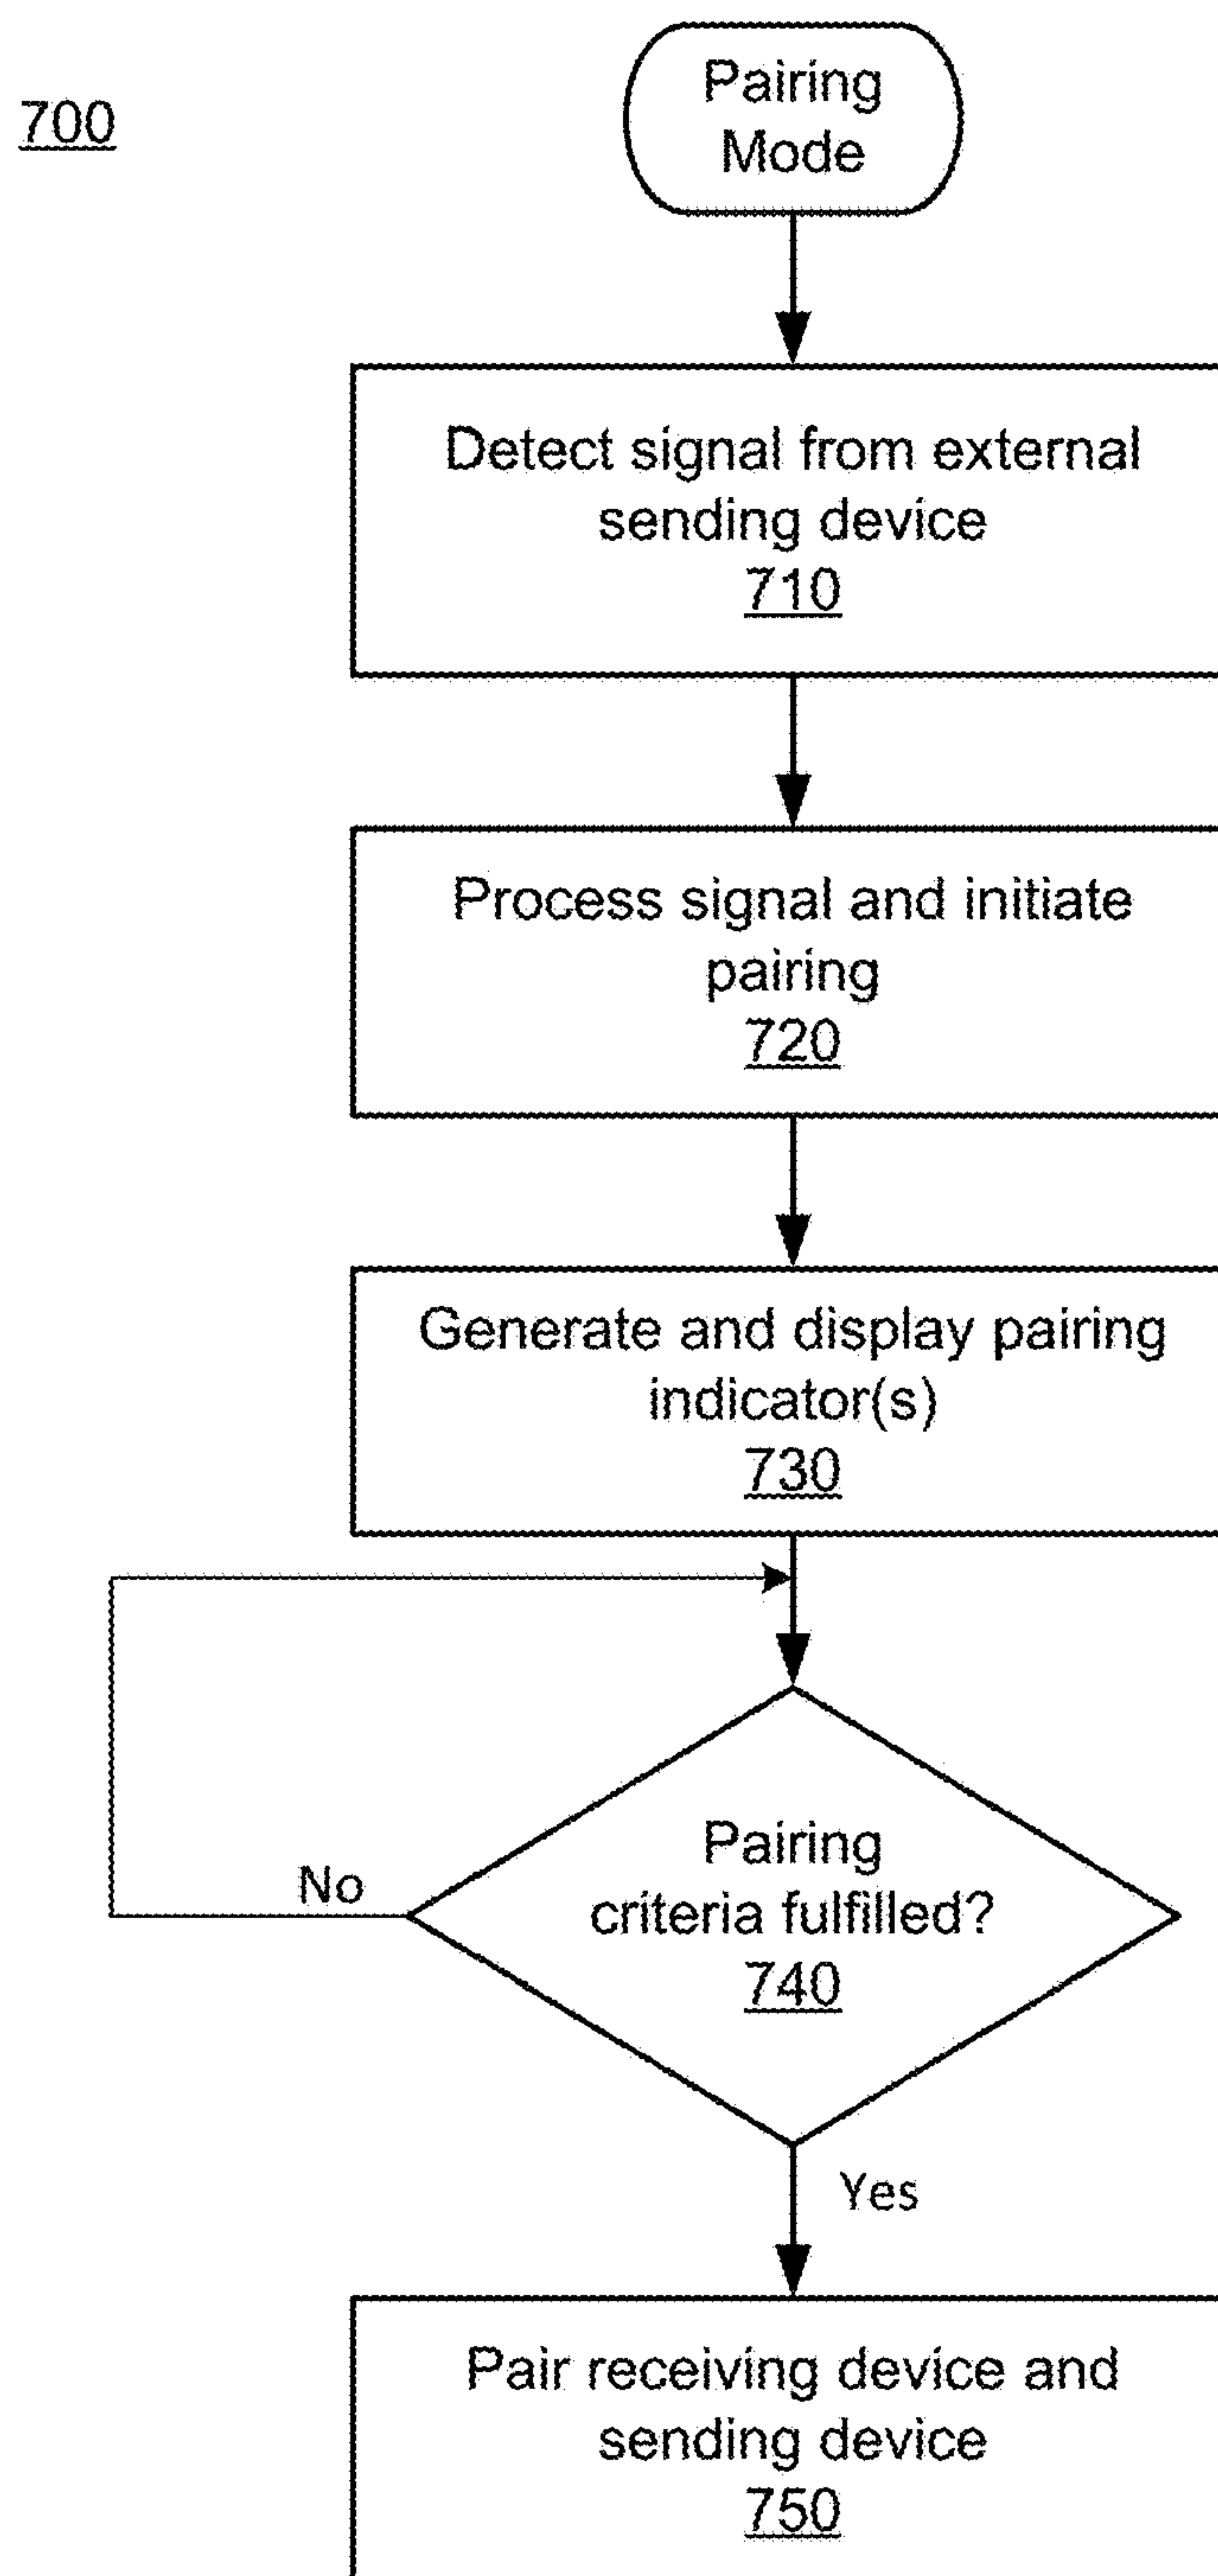 700
Pairing
Mode
Detect signal from external
sending device
710
Process signal and initiate
pairing
720
Generate and display pairing
indicator(s)
730
Pairing
criteria fulfilled?
740
No
Yes
Pair receiving device and
sending device
750